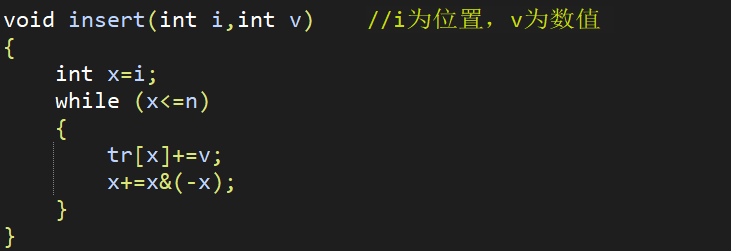 void insert(int i,int v)    //i为位置，v为数值
{
    int x=i;
    while (x<=n)
    {
        tr[x]+=v;
        x+=x&(-x);
    }
}